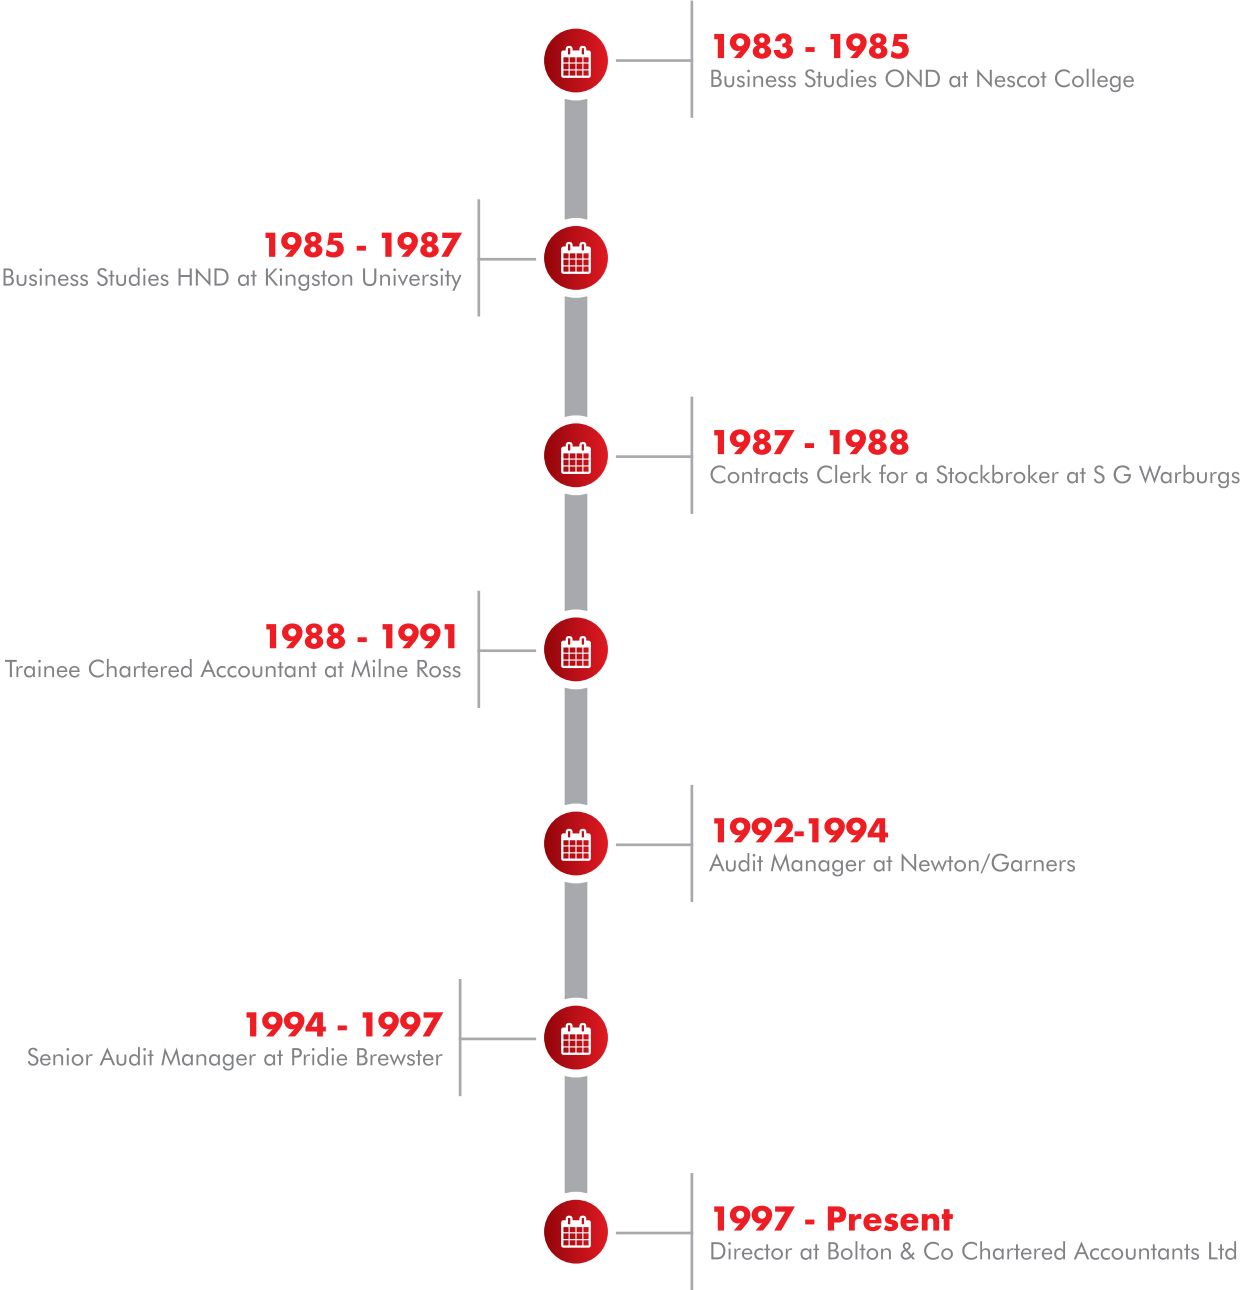 1983 - 1985
Business Studies OND at Nescot College
1985 - 1987
Business Studies HND at Kingston University
1987 - 1988
Contracts Clerk for a Stockbroker at S G Warburgs
1988 - 1991
Trainee Chartered Accountant at Milne Ross
1992-1994
Audit Manager at Newton/Garners
1994 - 1997
Senior Audit Manager at Pridie Brewster
1997 - Present
Director at Bolton & Co Chartered Accountants Ltd